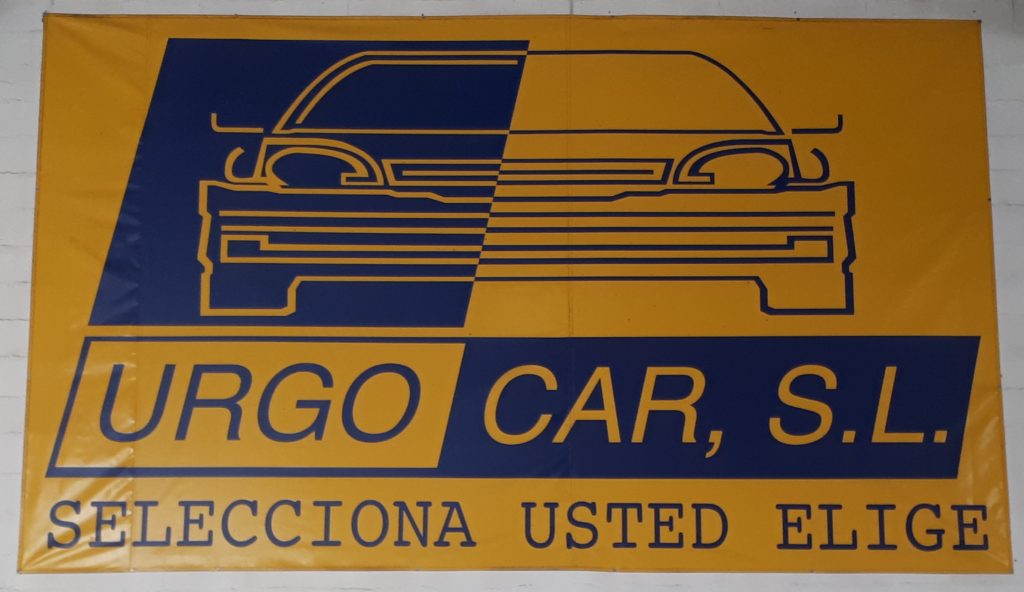 URGO CAR, S.L.
SELECCIONA USTED ELIGE